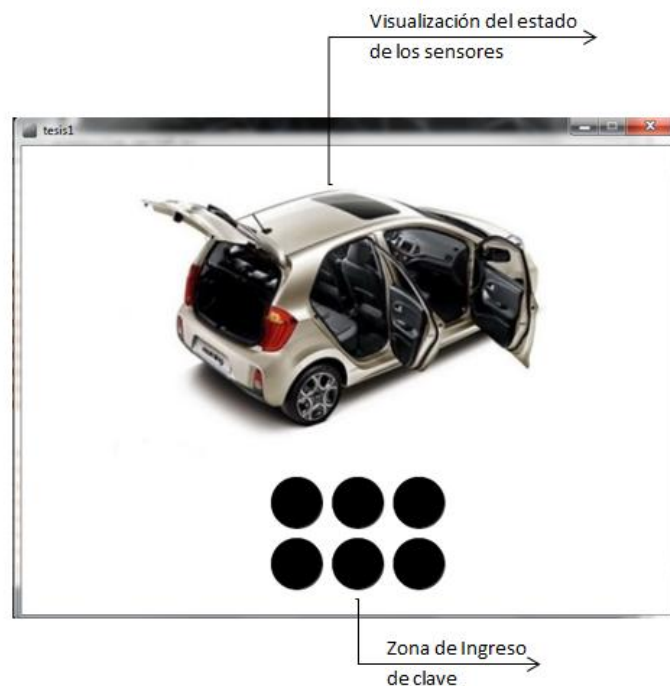 Visualización del estado
de los sensores
tesis1
Zona de Ingreso
de clave